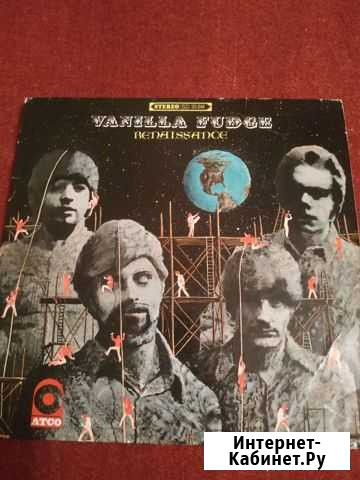 STEREO
VANILLA FUDGE
RENAISSANCE
ATCO
Интернет-
Кабинет.Ру